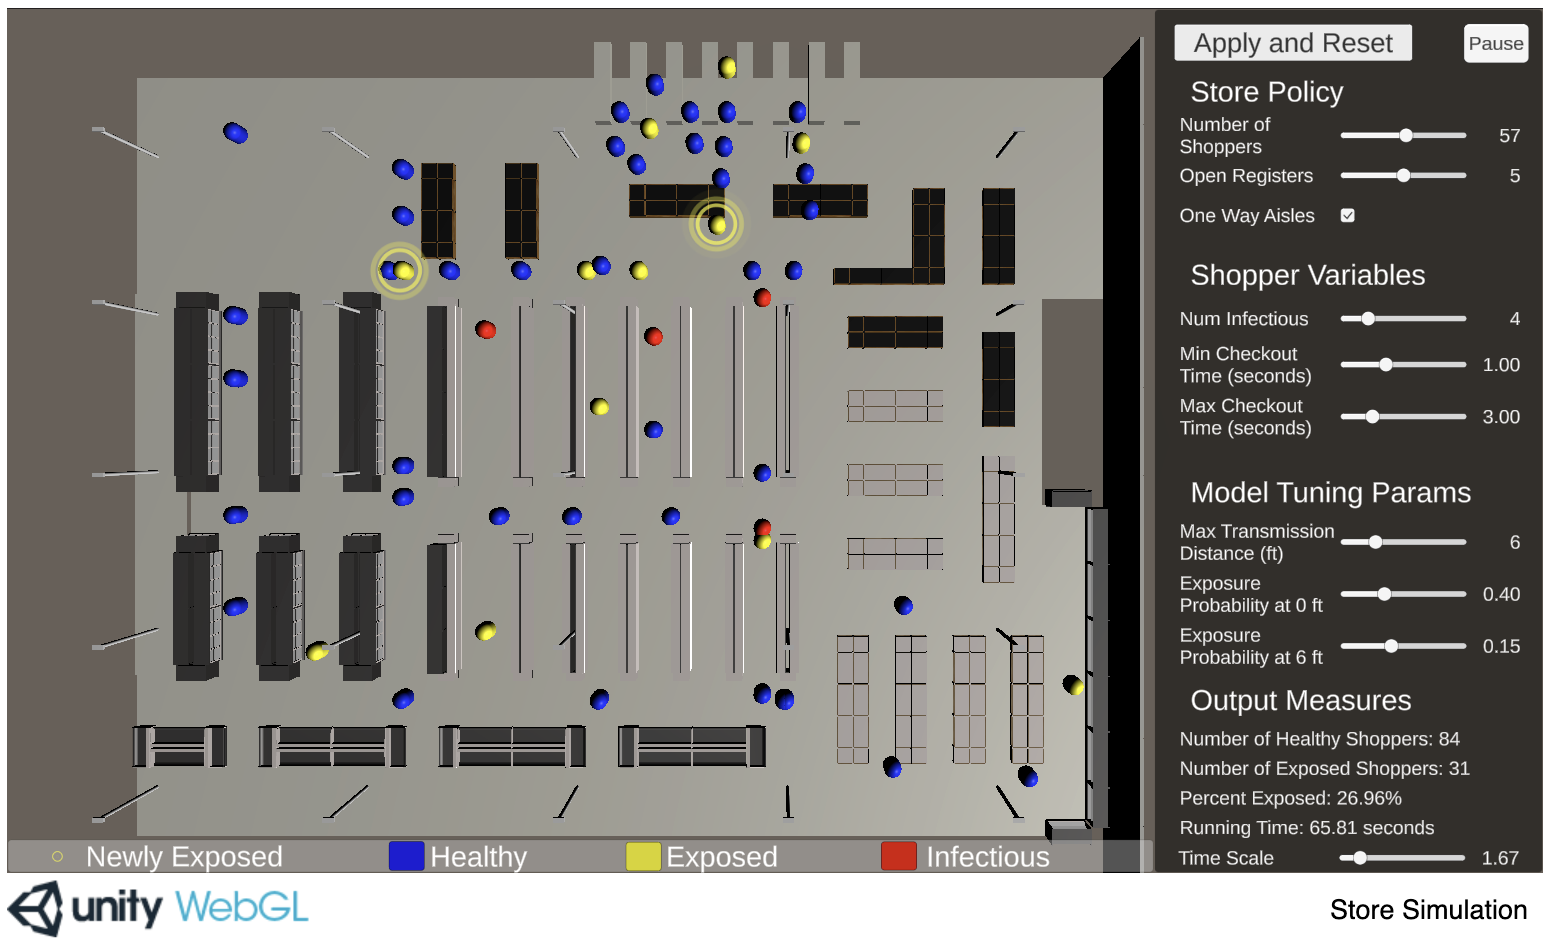 Apply and Reset
Pause
Store Policy
Number of
Shoppers
57
Open Registers
5
One Way Aisles
Shopper Variables
Num Infectious
4
Min Checkout
Time (seconds)
1.00
Max Checkout
Time (seconds)
3.00
Model Tuning Params
Max Transmission
Distance (ft)
6
Exposure
Probability at 0 ft
0.40
Exposure
Probability at 6 ft
0.15
Output Measures
Number of Healthy Shoppers: 84
Number of Exposed Shoppers: 31
Percent Exposed: 26.96%
Running Time: 65.81 seconds
Time Scale
1.67
Newly Exposed
Healthy
Exposed
Infectious
unity WebGL
Store Simulation